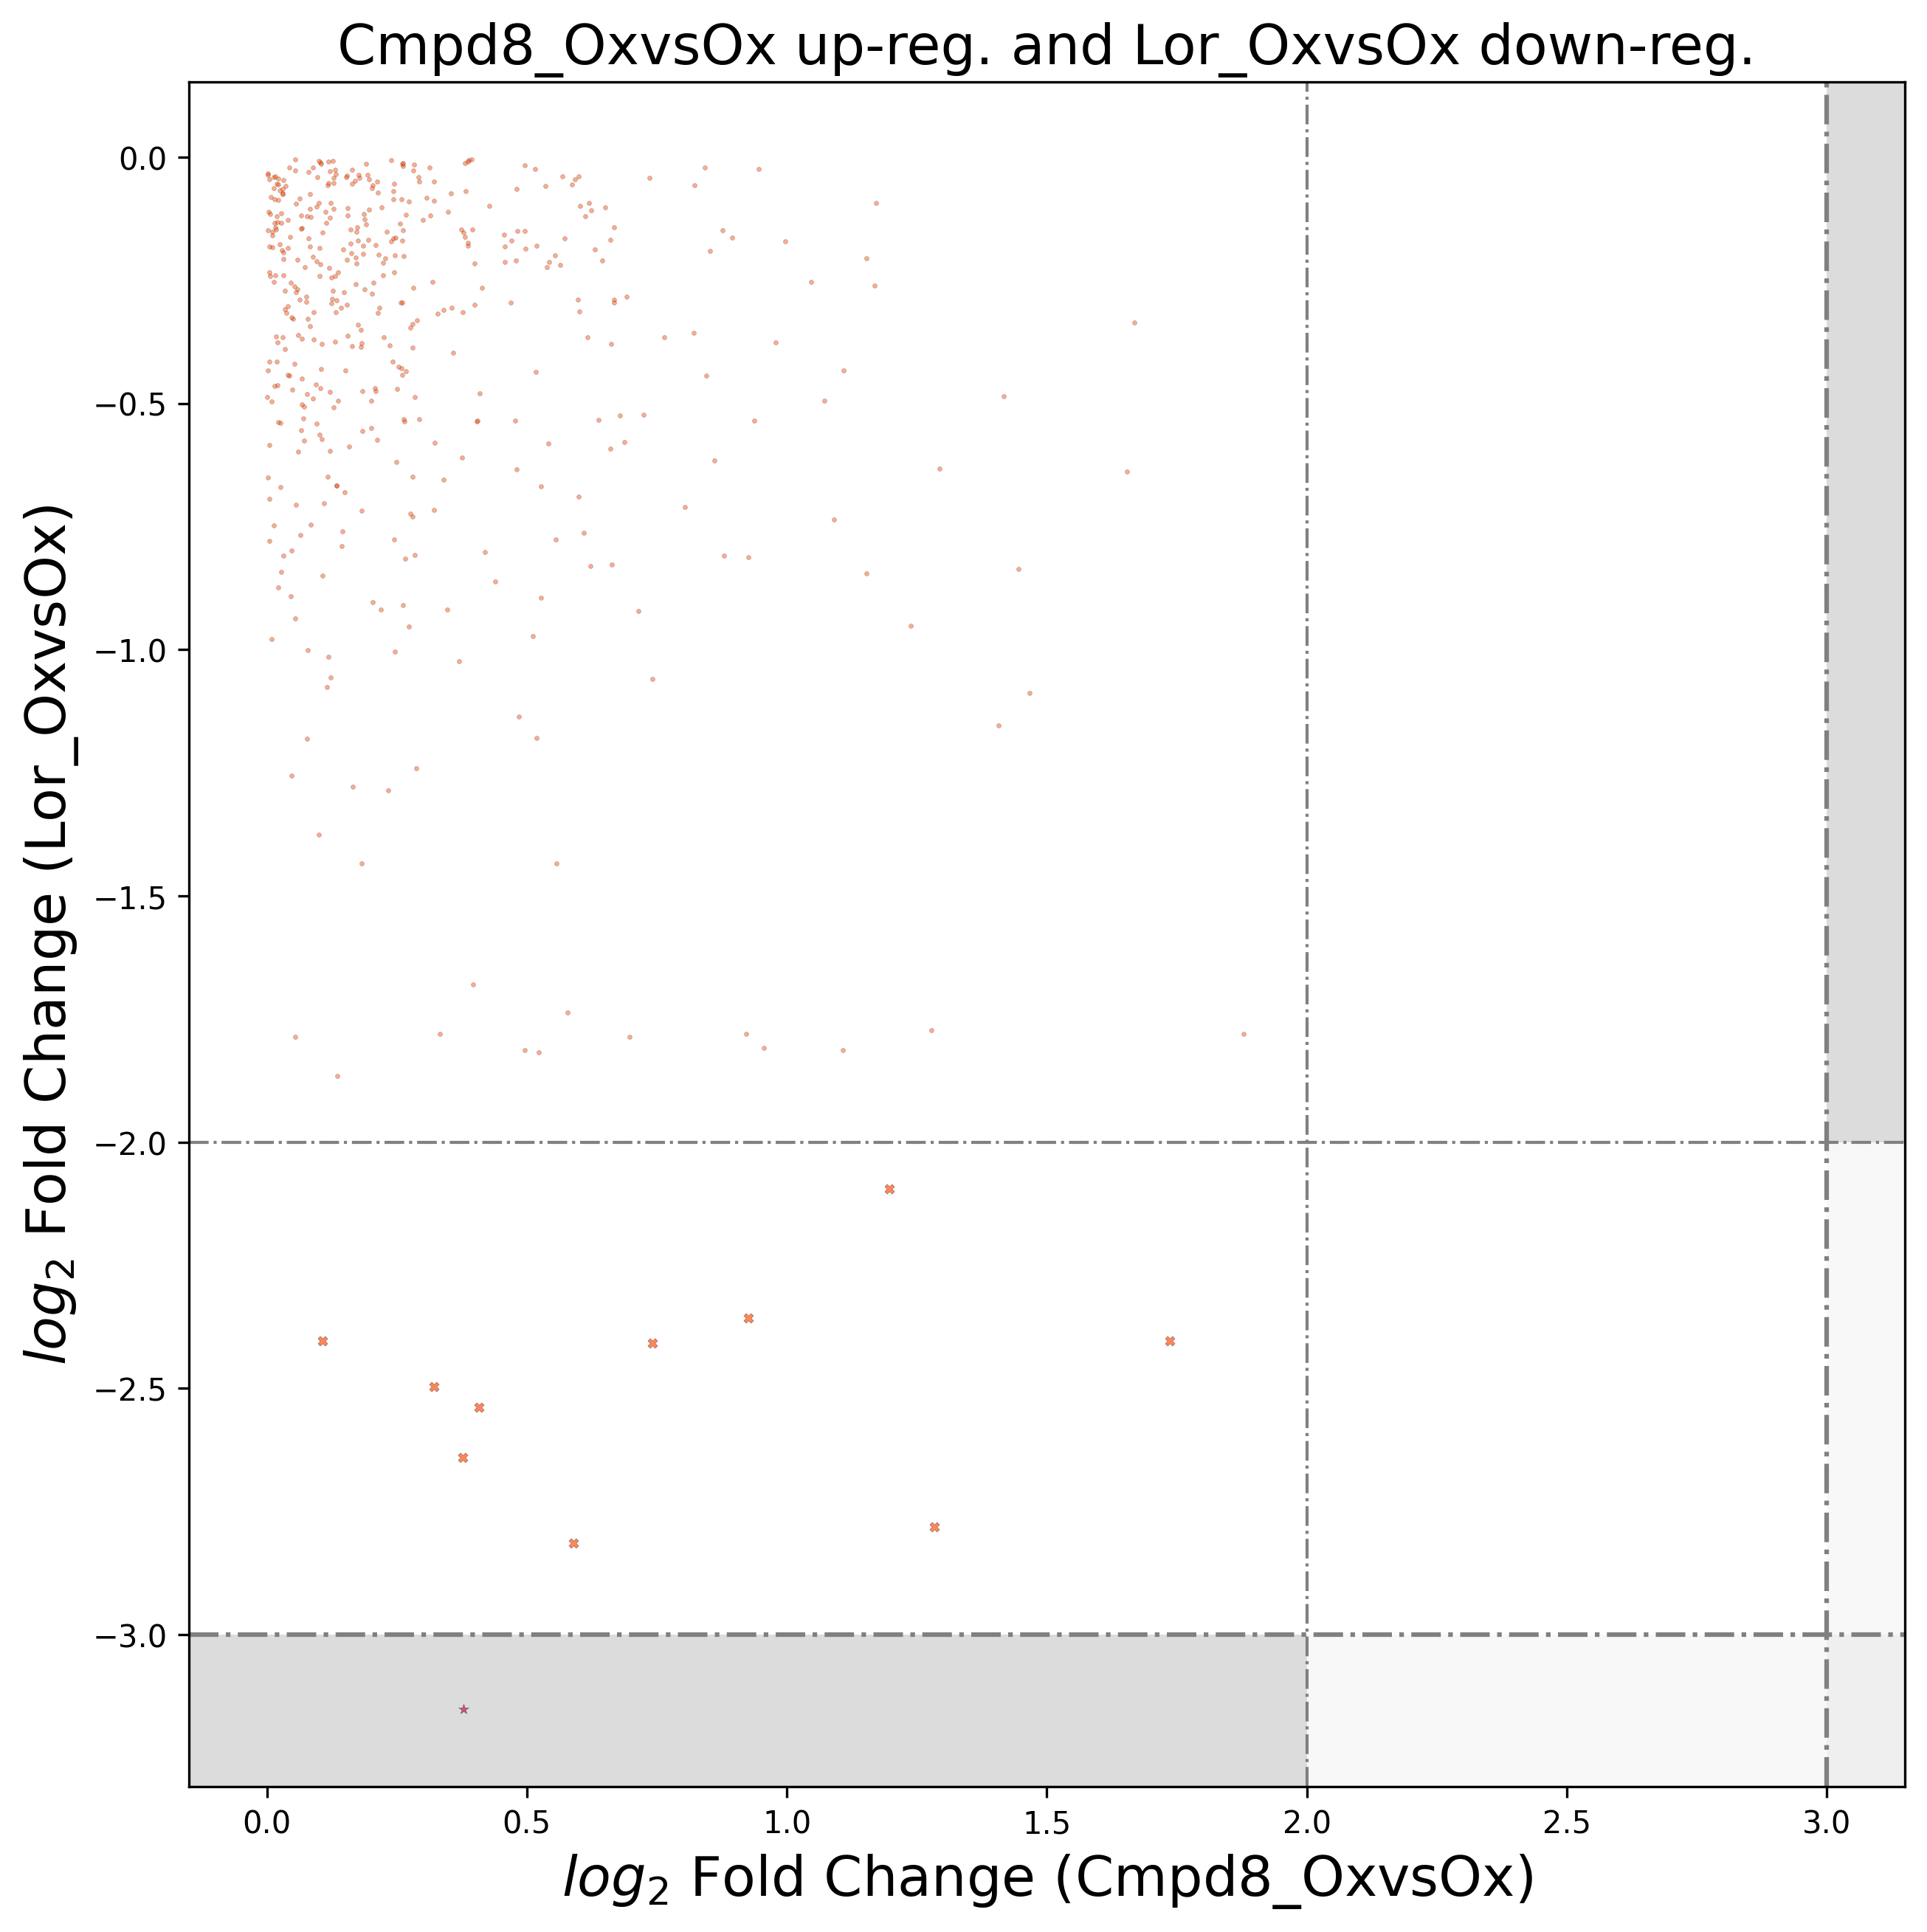 Cmpd8_OxvsOx up-reg. and Lor_OxvsOx down-reg.
log2 Fold Change (Lor_OxvsOx)
0.0
−0.5
−1.0
−1.5
−2.0
−2.5
−3.0
0.0 0.5 1.0 1.5 2.0 2.5 3.0
log2 Fold Change (Cmpd8_OxvsOx)